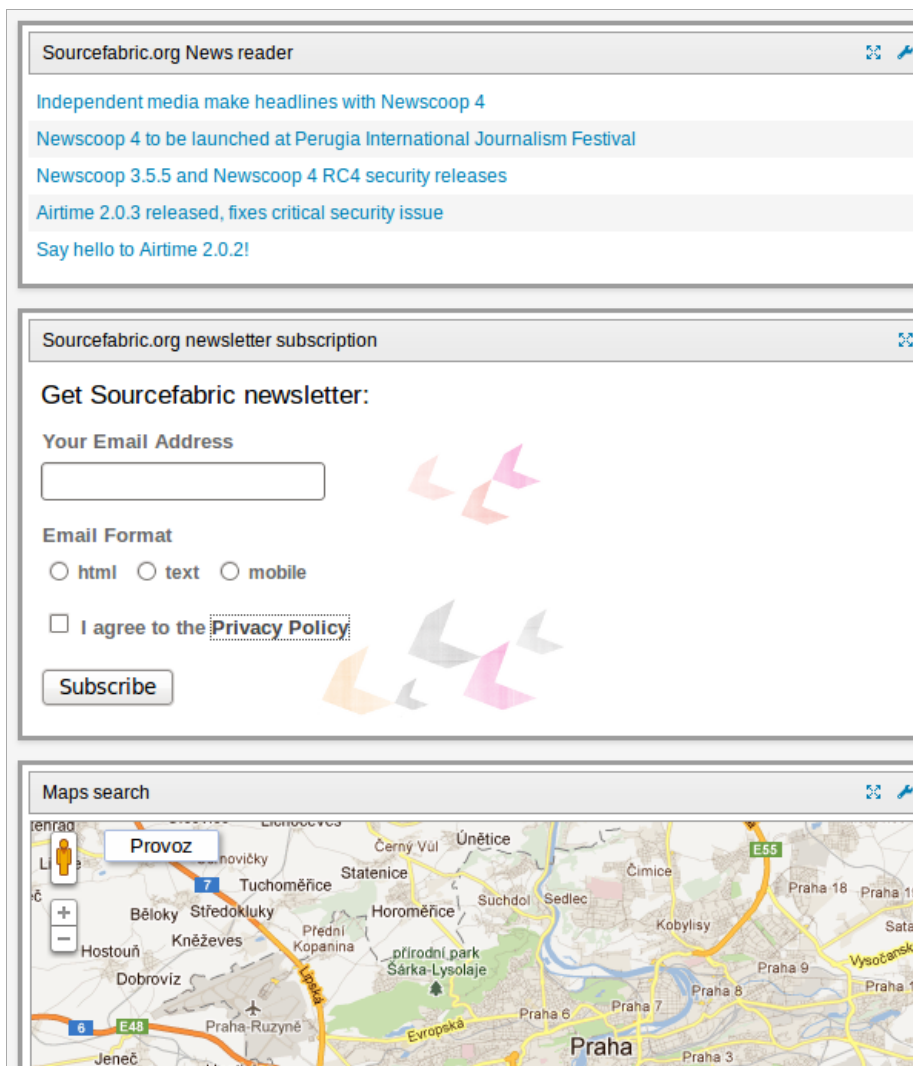 Sourcefabric.org News reader
Independent media make headlines with Newscoop 4
Newscoop 4 to be launched at Perugia International Journalism Festival
Newscoop 3.5.5 and Newscoop 4 RC4 security releases
Airtime 2.0.3 released, fixes critical security issue
Say hello to Airtime 2.0.2!
Sourcefabric.org newsletter subscription
Get Sourcefabric newsletter:
Your Email Address
Email Format
html text mobile
I agree to the Privacy Policy
Subscribe
Maps search
Provoz
Černý Vůl
Únětice
E55
Statenice
Čimice
7
Tuchoměřice
Suchdol
Sedlec
Praha 18
Běloky
Středokluky
Horoměřice
Kobylisy
Přední
Kopanina
Hostouň
Kněževes
přírodní park
Šárka-Lysolaje
Praha 9
Dobrovíz
Lipská
Praha 8
Praha 7
Praha 6
6
E48
Praha-Ruzyně
Evropská
Praha
Praha 3
Jeneč